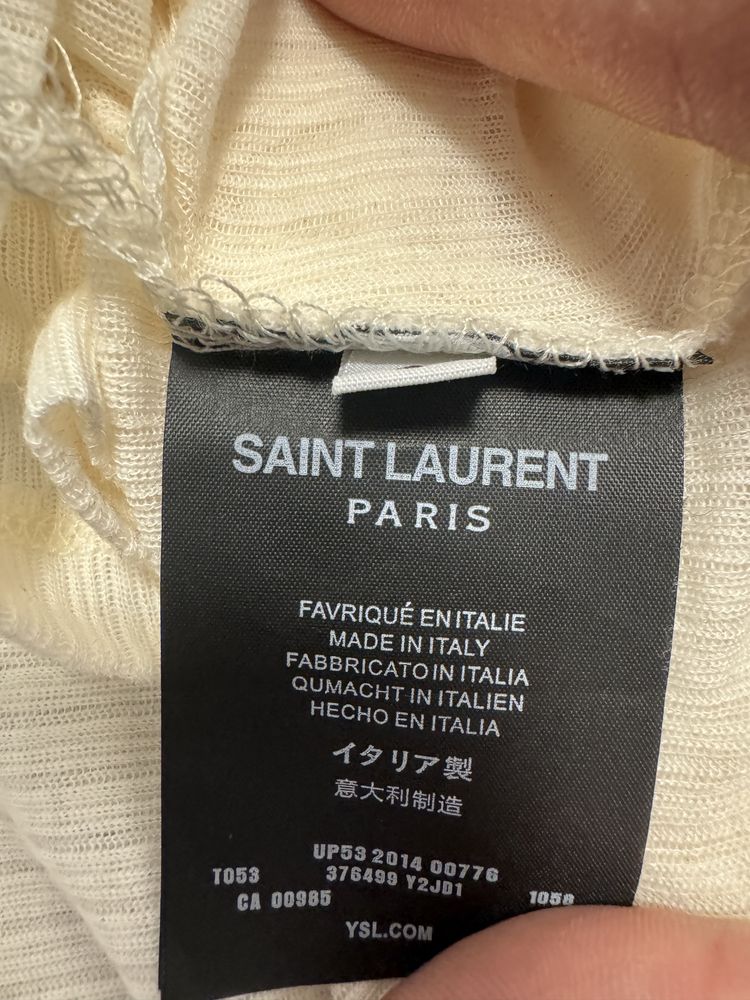 SAINT LAURENT
PARIS
FAVRIQUÉ EN ITALIE
MADE IN ITALY
FABBRICATO IN ITALIA
QUMACHT IN ITALIEN
HECHO EN ITALIA
イタリア製
意大利制造
UP53 2014 00776
T053 376499 Y2JD1
CA 00985 1058
YSL.COM